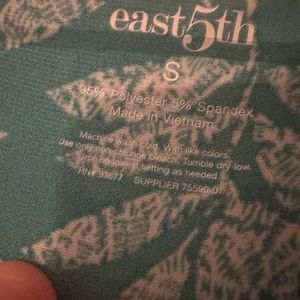 east5th
S
95% Polyester 5% Spandex
Made in Vietnam
Machine wash cold. With like colors.
Use only non-chlorine bleach. Tumble dry low.
Iron on lowest setting as needed.
RN# 93677 SUPPLIER 75590-0